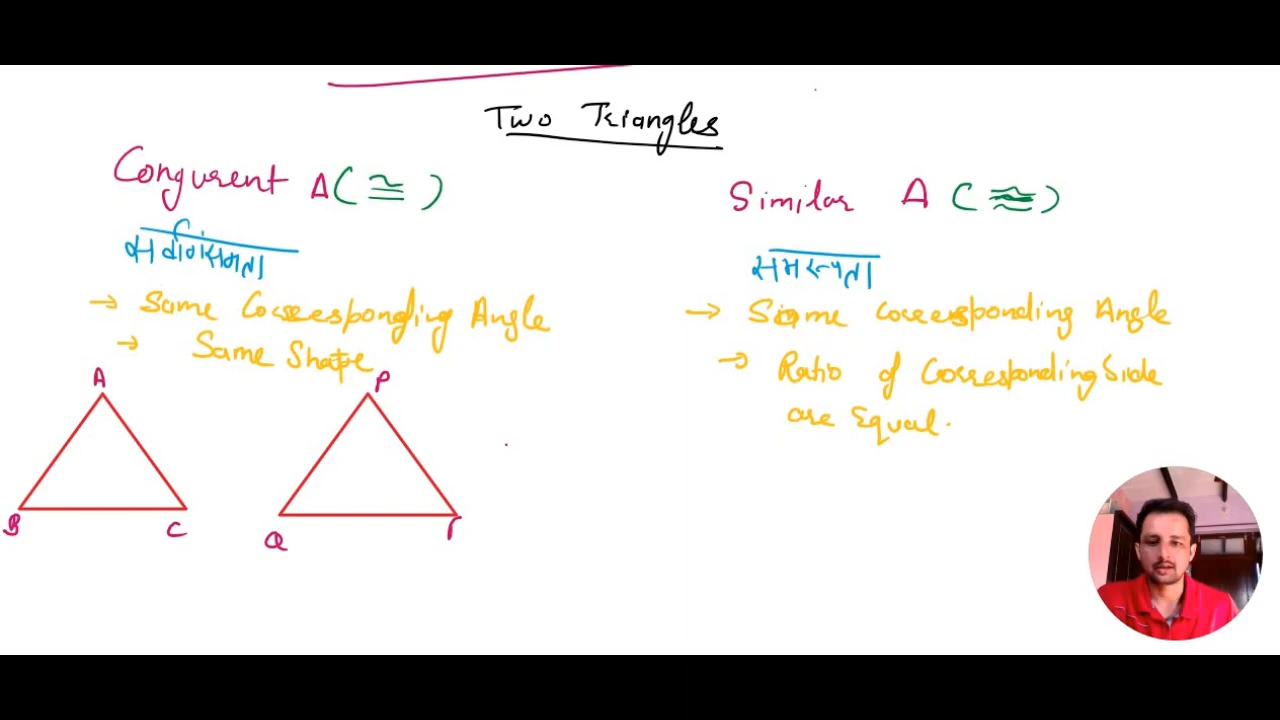 Two Triangles
Congurent Δ (≅)
सर्वांगसमता
→ Same Corresponding Angle
→ Same Shape
A
B
C
P
Q
r
Similar Δ (≈)
समरूपता
→ Same corresponding Angle
→ Ratio of Corresponding Side
are Equal.